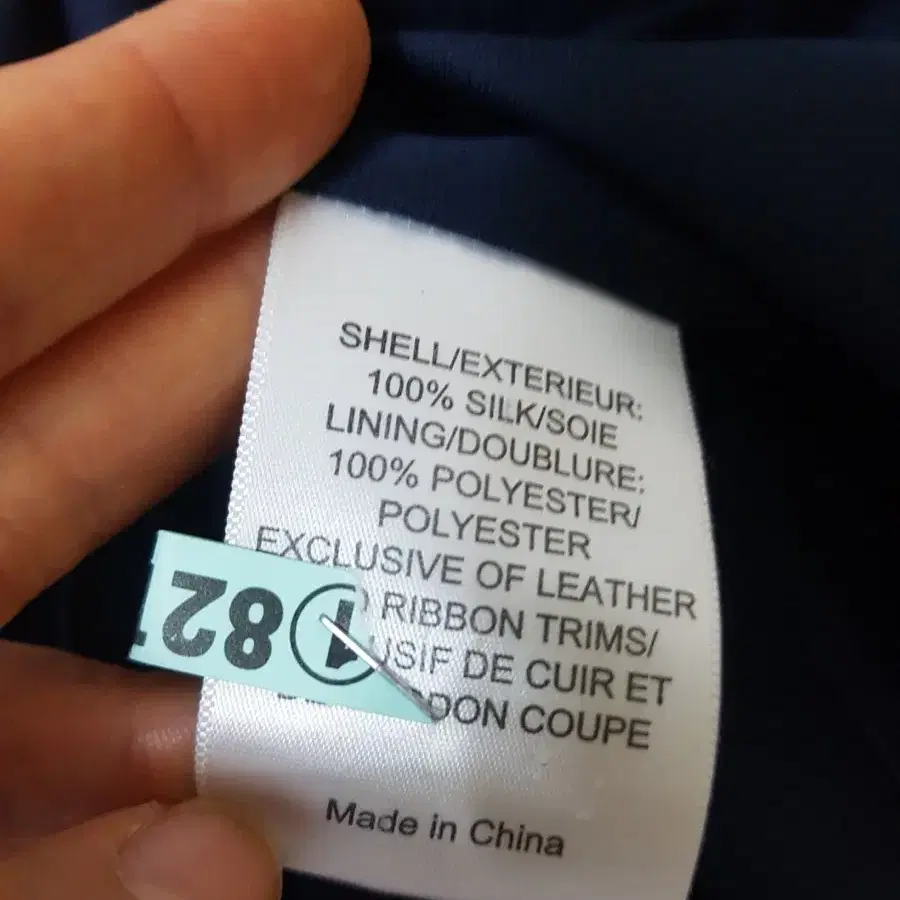 SHELL/EXTERIEUR:
100% SILK/SOIE
LINING/DOUBLURE:
100% POLYESTER/
POLYESTER
EXCLUSIVE OF LEATHER
RIBBON TRIMS/
DE CUIR ET
COUPE
Made in China
182